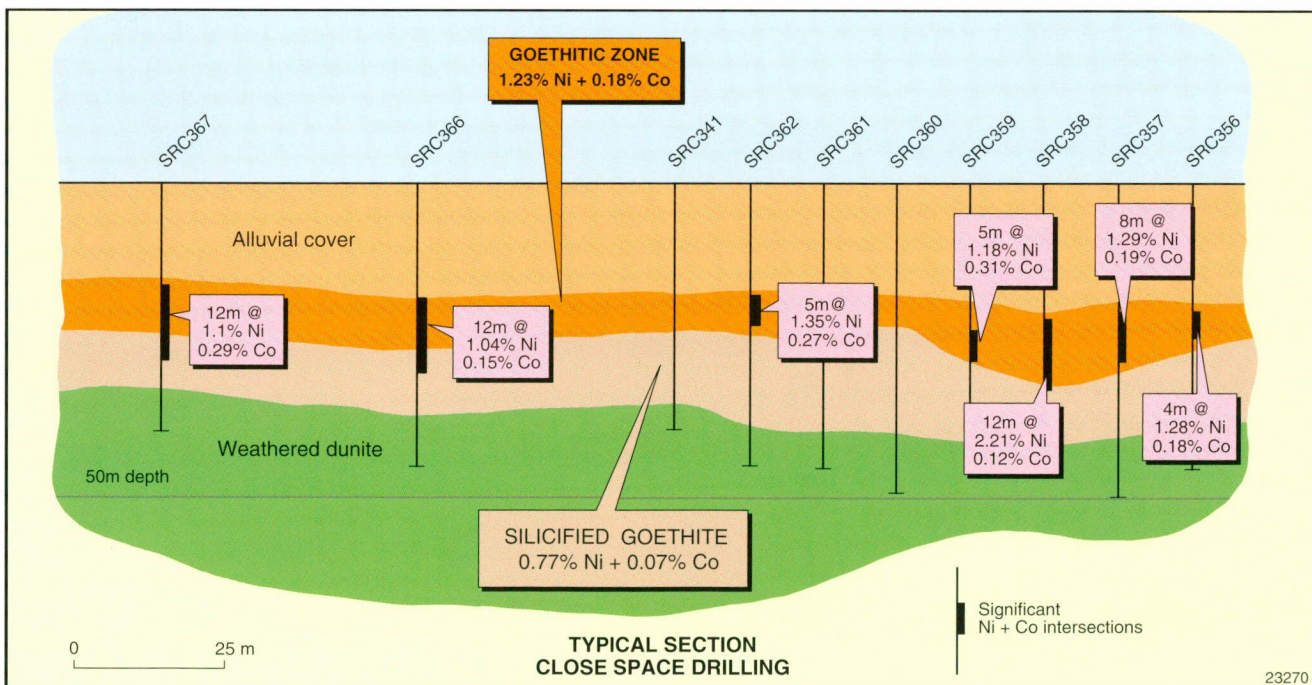 GOETHITIC ZONE
1.23% Ni + 0.18% Co
SRC367
SRC366
SRC341
SRC362
SRC361
SRC360
SRC359
SRC358
SRC357
SRC356
Alluvial cover
12m @
1.1% Ni
0.29% Co
12m @
1.04% Ni
0.15% Co
5m@
1.35% Ni
0.27% Co
5m @
1.18% Ni
0.31% Co
8m @
1.29% Ni
0.19% Co
12m @
2.21% Ni
0.12% Co
4m @
1.28% Ni
0.18% Co
Weathered dunite
50m depth
SILICIFIED GOETHITE
0.77% Ni + 0.07% Co
Significant
Ni + Co intersections
0
25 m
TYPICAL SECTION
CLOSE SPACE DRILLING
23270